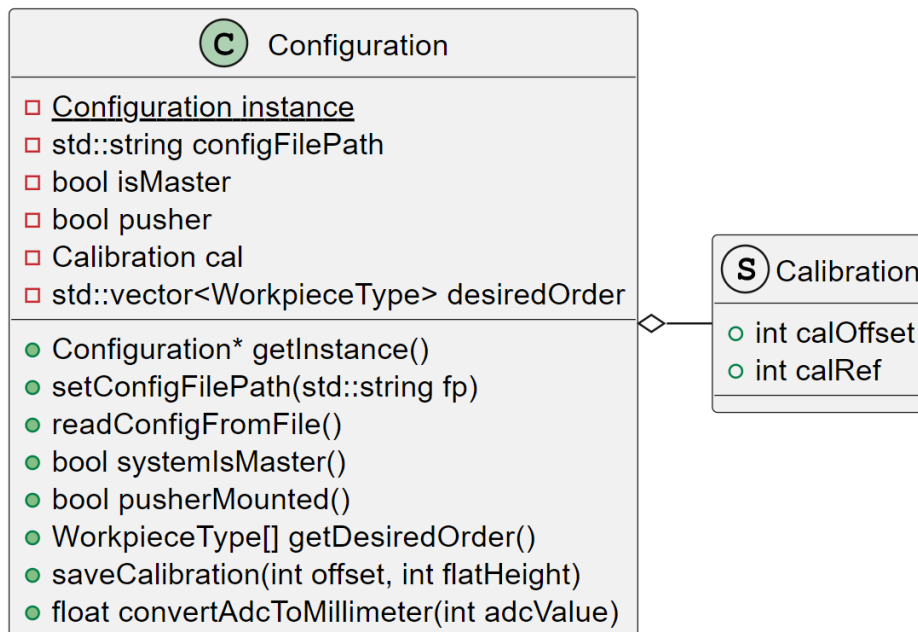 C Configuration
Configuration instance
std::string configFilePath
bool isMaster
bool pusher
Calibration cal
std::vector<WorkpieceType> desiredOrder
Configuration* getInstance()
setConfigFilePath(std::string fp)
readConfigFromFile()
bool systemIsMaster()
bool pusherMounted()
WorkpieceType[] getDesiredOrder()
saveCalibration(int offset, int flatHeight)
float convertAdcToMillimeter(int adcValue)
S Calibration
int calOffset
int calRef